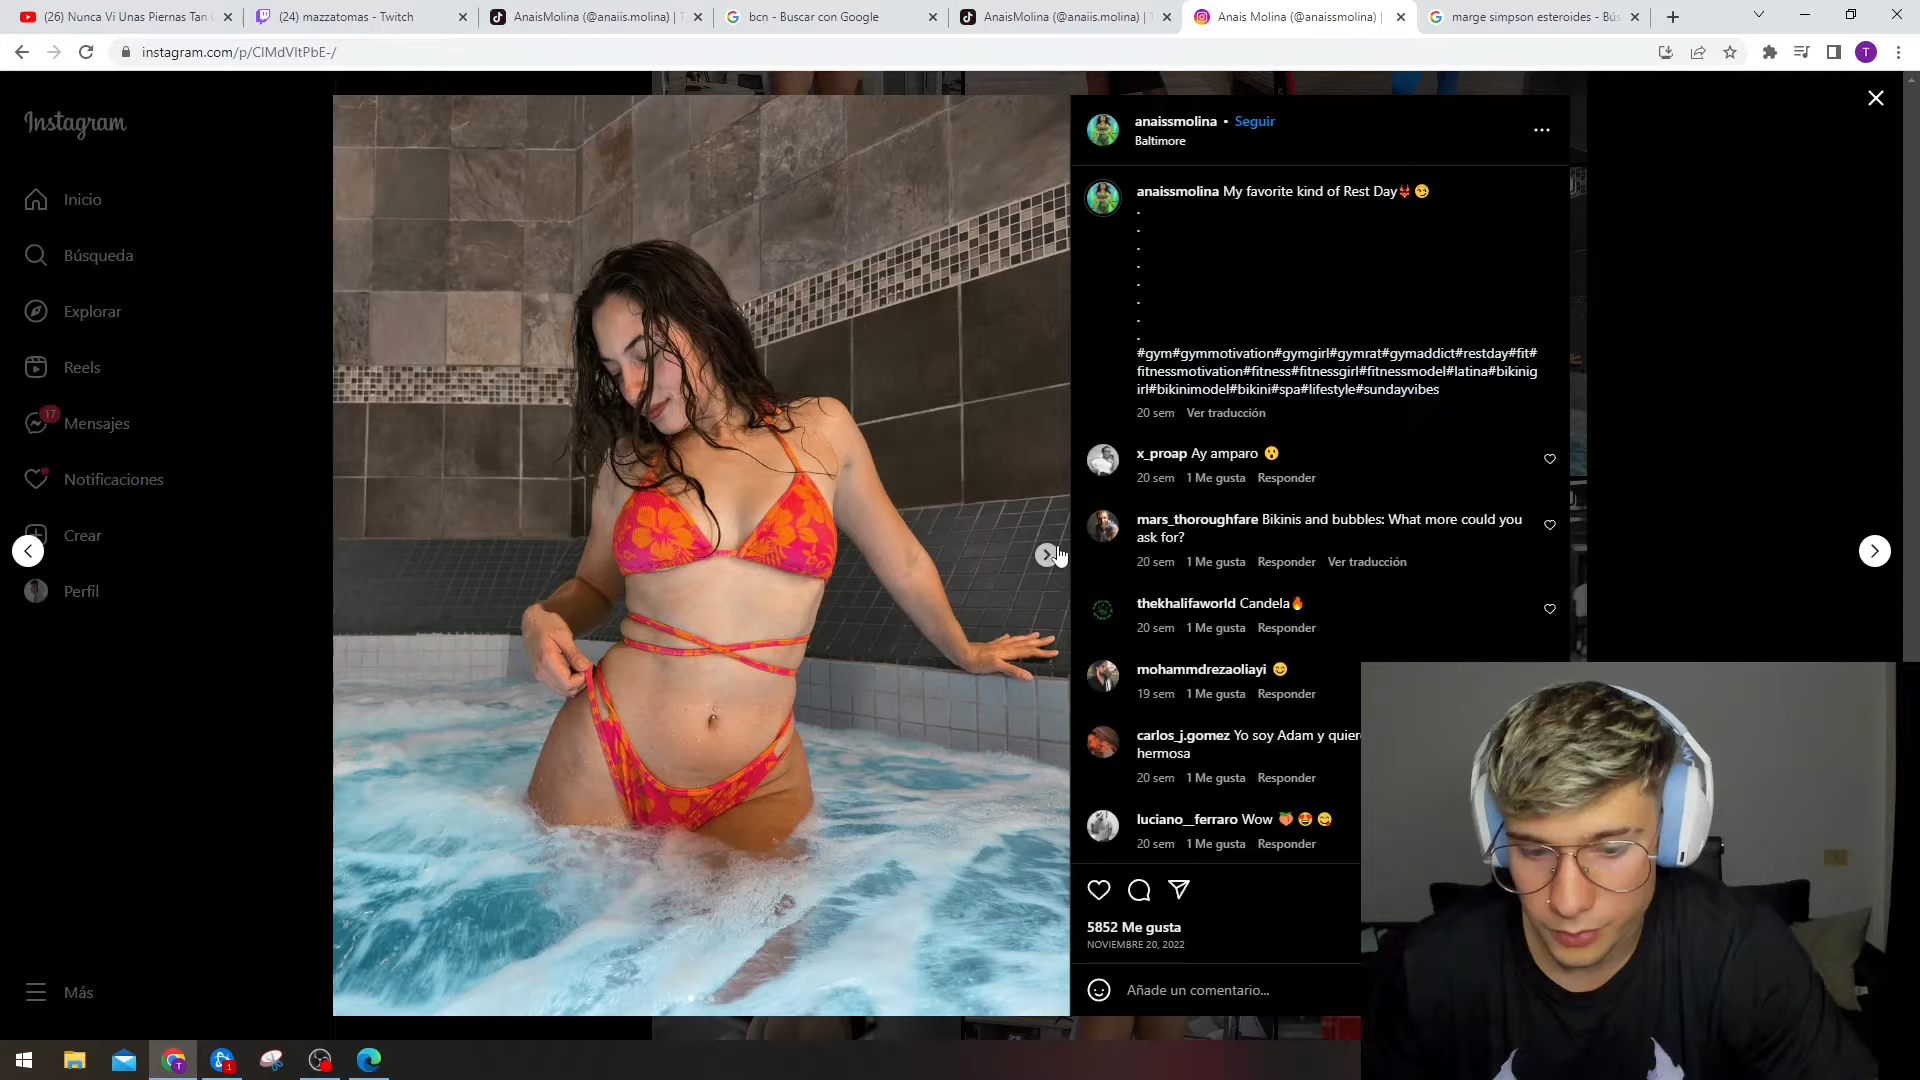 (26) Nunca Vi Unas Piernas Tan G
(24) mazzatomas - Twitch
AnaisMolina (@anaiis.molina) | T
bcn - Buscar con Google
AnaisMolina (@anaiis.molina) | T
Anais Molina (@anaissmolina) |
marge simpson esteroides - Bús
instagram.com/p/ClMdVItPbE-/
T
Instagram
Inicio
Búsqueda
Explorar
Reels
17
Mensajes
Notificaciones
Crear
Perfil
Más
anaissmolina • Seguir
Baltimore
anaissmolina My favorite kind of Rest Day👙😏
.
.
.
.
.
.
.
.
#gym#gymmotivation#gymgirl#gymrat#gymaddict#restday#fit#
fitnessmotivation#fitness#fitnessgirl#fitnessmodel#latina#bikinig
irl#bikinimodel#bikini#spa#lifestyle#sundayvibes
20 sem Ver traducción
x_proap Ay amparo 😮
20 sem 1 Me gusta Responder
mars_thoroughfare Bikinis and bubbles: What more could you
ask for?
20 sem 1 Me gusta Responder Ver traducción
thekhalifaworld Candela🔥
20 sem 1 Me gusta Responder
mohammdrezaoliayi 😊
19 sem 1 Me gusta Responder
carlos_j.gomez Yo soy Adam y quier
hermosa
20 sem 1 Me gusta Responder
luciano__ferraro Wow 🍑🤩😋
20 sem 1 Me gusta Responder
5852 Me gusta
NOVIEMBRE 20, 2022
Añade un comentario...
T
1